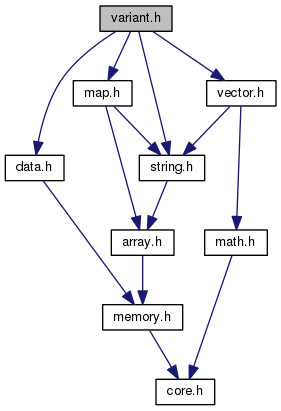 variant.h
map.h
vector.h
data.h
string.h
array.h
math.h
memory.h
core.h